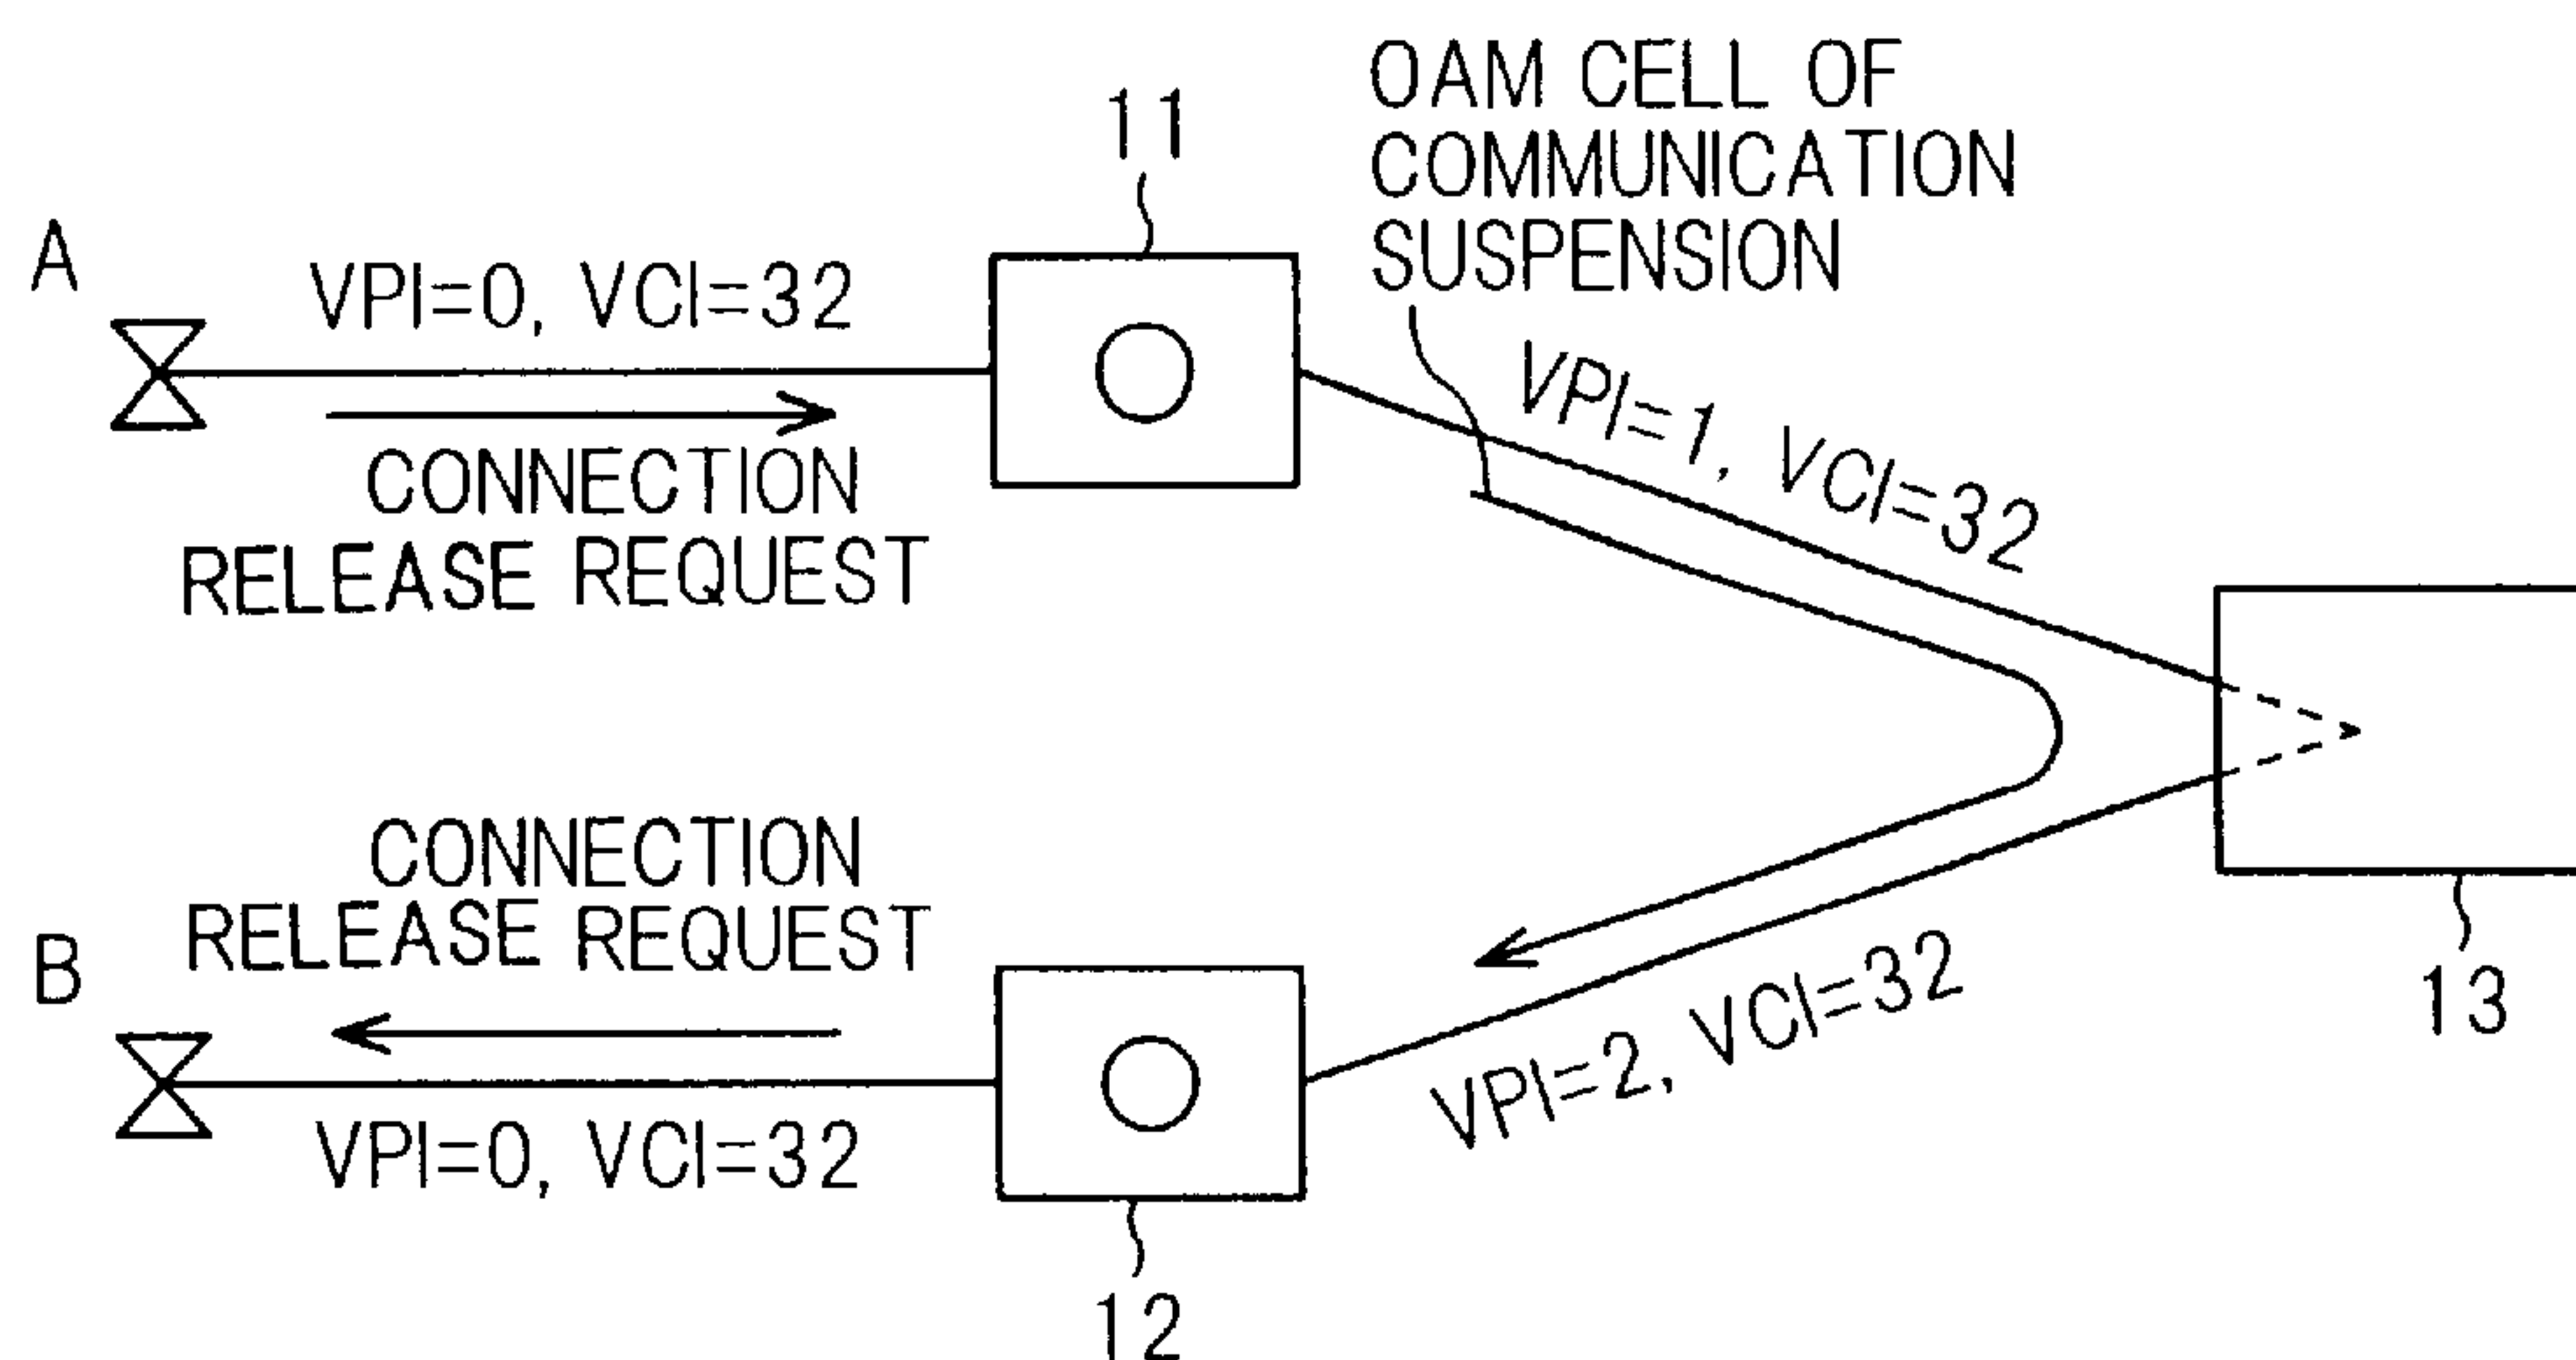 11
OAM CELL OF
COMMUNICATION
SUSPENSION
A
VPI=0, VCI=32
CONNECTION
RELEASE REQUEST
VPI=1, VCI=32
CONNECTION
RELEASE REQUEST
B
VPI=0, VCI=32
VPI=2, VCI=32
13
12